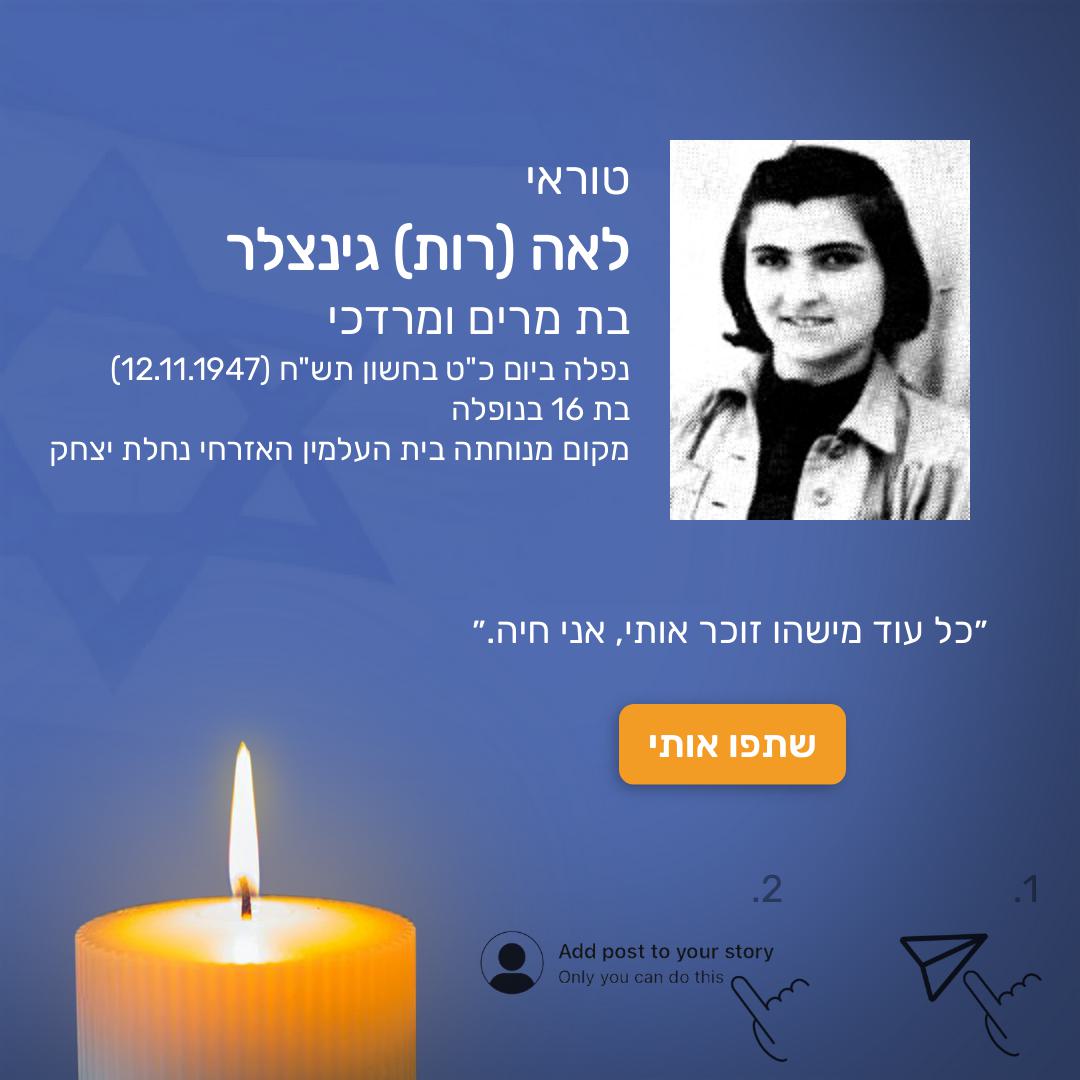 טוראי
לאה (רות) גינצלר
בת מרים ומרדכי
נפלה ביום כ"ט בחשון תש"ח (12.11.1947)
בת 16 בנופלה
מקום מנוחתה בית העלמין האזרחי נחלת יצחק
״כל עוד מישהו זוכר אותי, אני חיה.״
שתפו אותי
1.
2.
Add post to your story
Only you can do this